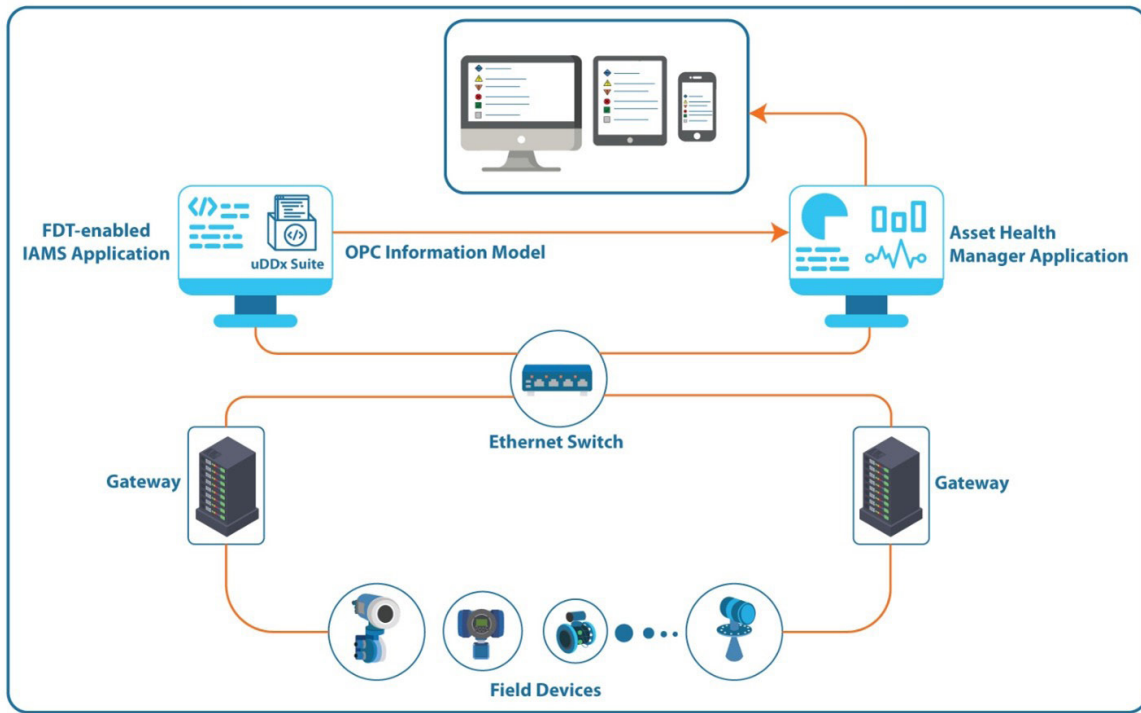 FDT-enabled
IAMS Application
</>
</>
uDDx Suite
OPC Information Model
Asset Health
Manager Application
Ethernet Switch
Gateway
Gateway
Field Devices